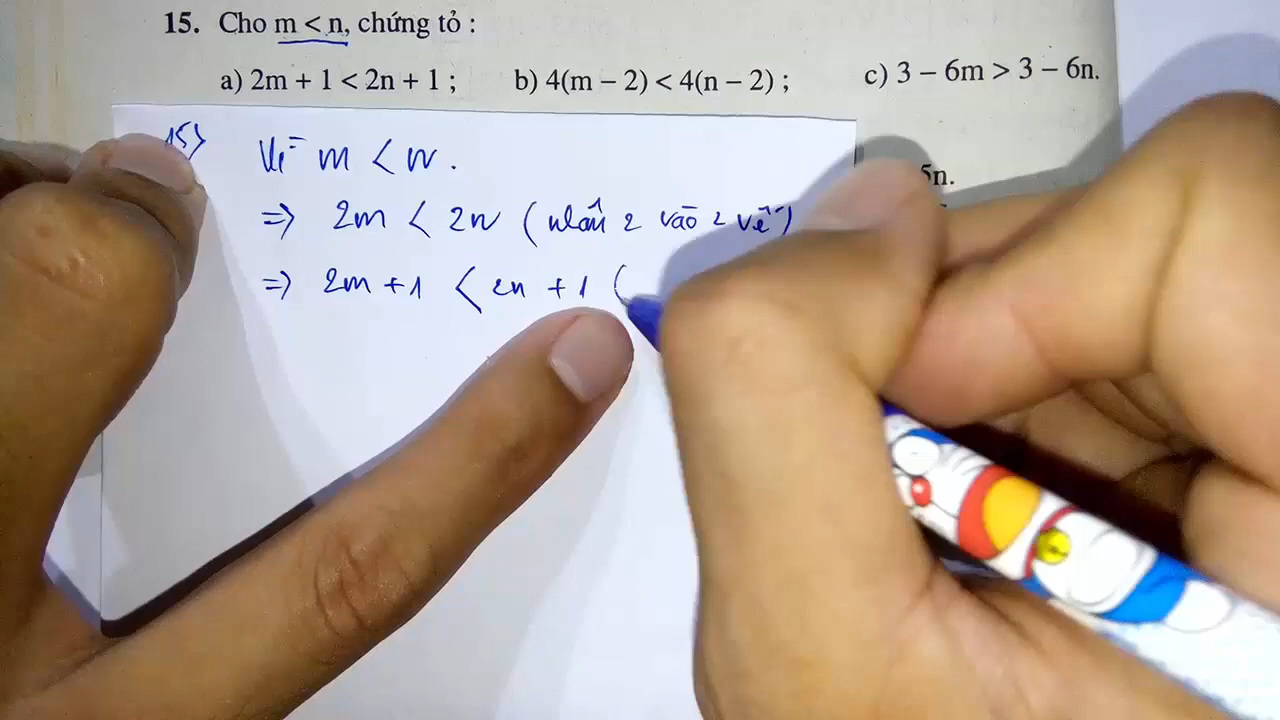 15. Cho m < n, chứng tỏ :
a) 2m + 1 < 2n + 1 ; b) 4(m – 2) < 4(n – 2) ; c) 3 – 6m > 3 – 6n.
5n.
15) Vì m < n.
=> 2m < 2n (nhân 2 vào 2 vế)
=> 2m + 1 < 2n + 1 (